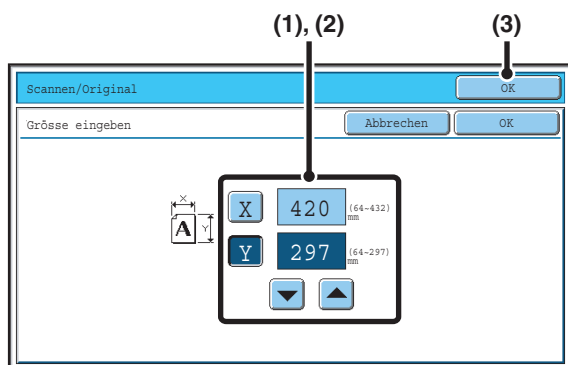 (1), (2) (3)
Scannen/Original OK
Grösse eingeben Abbrechen OK
X
X 420 (64~432)
mm
A Y
Y 297 (64~297)
mm